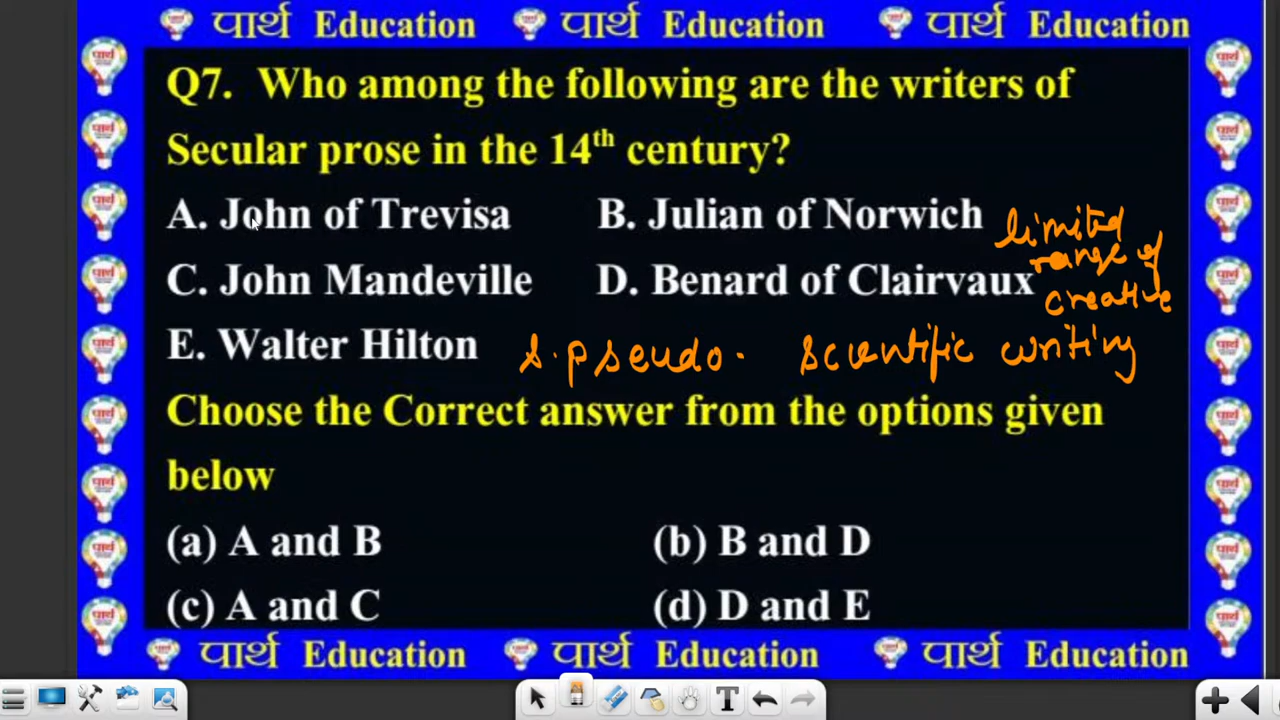 पार्थ Education पार्थ Education पार्थ Education
Q7. Who among the following are the writers of
Secular prose in the 14th century?
A. John of Trevisa B. Julian of Norwich
C. John Mandeville D. Benard of Clairvaux
limited
range of
creative
E. Walter Hilton s. pseudo. scientific writing
Choose the Correct answer from the options given
below
(a) A and B (b) B and D
(c) A and C (d) D and E
पार्थ Education पार्थ Education पार्थ Education